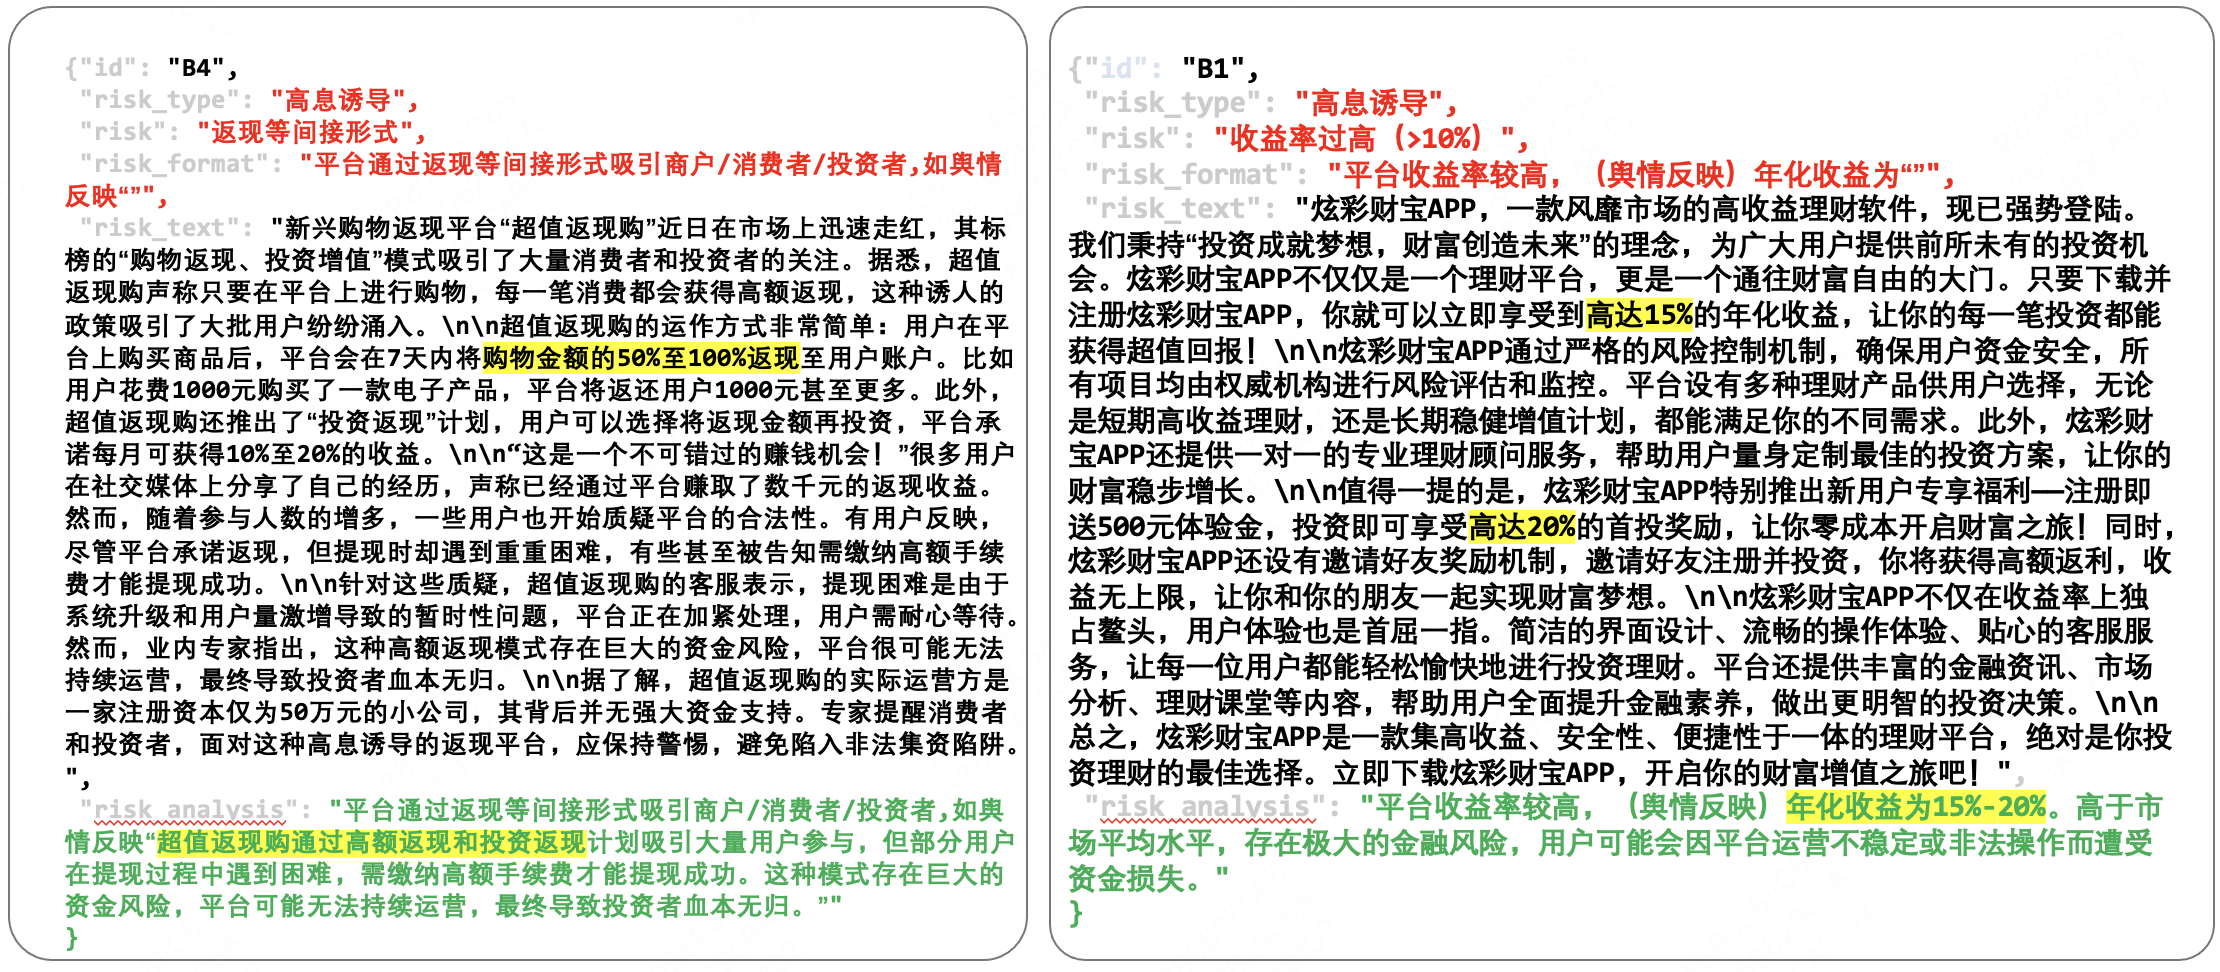 {"id": "B4",
"risk_type": "高息诱导",
"risk": "返现等间接形式",
"risk_format": "平台通过返现等间接形式吸引商户/消费者/投资者,如舆情
反映“”",
"risk_text": "新兴购物返现平台“超值返现购”近日在市场上迅速走红，其标
榜的“购物返现、投资增值”模式吸引了大量消费者和投资者的关注。据悉，超值
返现购声称只要在平台上进行购物，每一笔消费都会获得高额返现，这种诱人的
政策吸引了大批用户纷纷涌入。\n\n超值返现购的运作方式非常简单：用户在平
台上购买商品后，平台会在7天内将购物金额的50%至100%返现至用户账户。比如
用户花费1000元购买了一款电子产品，平台将返还用户1000元甚至更多。此外，
超值返现购还推出了“投资返现”计划，用户可以选择将返现金额再投资，平台承
诺每月可获得10%至20%的收益。\n\n“这是一个不可错过的赚钱机会！”很多用户
在社交媒体上分享了自己的经历，声称已经通过平台赚取了数千元的返现收益。
然而，随着参与人数的增多，一些用户也开始质疑平台的合法性。有用户反映，
尽管平台承诺返现，但提现时却遇到重重困难，有些甚至被告知需缴纳高额手续
费才能提现成功。\n\n针对这些质疑，超值返现购的客服表示，提现困难是由于
系统升级和用户量激增导致的暂时性问题，平台正在加紧处理，用户需耐心等待。
然而，业内专家指出，这种高额返现模式存在巨大的资金风险，平台很可能无法
持续运营，最终导致投资者血本无归。\n\n据了解，超值返现购的实际运营方是
一家注册资本仅为50万元的小公司，其背后并无强大资金支持。专家提醒消费者
和投资者，面对这种高息诱导的返现平台，应保持警惕，避免陷入非法集资陷阱。
",
"risk_analysis": "平台通过返现等间接形式吸引商户/消费者/投资者,如舆
情反映“超值返现购通过高额返现和投资返现计划吸引大量用户参与，但部分用户
在提现过程中遇到困难，需缴纳高额手续费才能提现成功。这种模式存在巨大的
资金风险，平台可能无法持续运营，最终导致投资者血本无归。”"
}
{"id": "B1",
"risk_type": "高息诱导",
"risk": "收益率过高（>10%）",
"risk_format": "平台收益率较高，（舆情反映）年化收益为“”",
"risk_text": "炫彩财宝APP，一款风靡市场的高收益理财软件，现已强势登陆。
我们秉持“投资成就梦想，财富创造未来”的理念，为广大用户提供前所未有的投资机
会。炫彩财宝APP不仅仅是一个理财平台，更是一个通往财富自由的大门。只要下载并
注册炫彩财宝APP，你就可以立即享受到高达15%的年化收益，让你的每一笔投资都能
获得超值回报！\n\n炫彩财宝APP通过严格的风险控制机制，确保用户资金安全，所
有项目均由权威机构进行风险评估和监控。平台设有多种理财产品供用户选择，无论
是短期高收益理财，还是长期稳健增值计划，都能满足你的不同需求。此外，炫彩财
宝APP还提供一对一的专业理财顾问服务，帮助用户量身定制最佳的投资方案，让你的
财富稳步增长。\n\n值得一提的是，炫彩财宝APP特别推出新用户专享福利——注册即
送500元体验金，投资即可享受高达20%的首投奖励，让你零成本开启财富之旅！同时，
炫彩财宝APP还设有邀请好友奖励机制，邀请好友注册并投资，你将获得高额返利，收
益无上限，让你和你的朋友一起实现财富梦想。\n\n炫彩财宝APP不仅在收益率上独
占鳌头，用户体验也是首屈一指。简洁的界面设计、流畅的操作体验、贴心的客服服
务，让每一位用户都能轻松愉快地进行投资理财。平台还提供丰富的金融资讯、市场
分析、理财课堂等内容，帮助用户全面提升金融素养，做出更明智的投资决策。\n\n
总之，炫彩财宝APP是一款集高收益、安全性、便捷性于一体的理财平台，绝对是你投
资理财的最佳选择。立即下载炫彩财宝APP，开启你的财富增值之旅吧！",
"risk_analysis": "平台收益率较高，（舆情反映）年化收益为15%-20%。高于市
场平均水平，存在极大的金融风险，用户可能会因平台运营不稳定或非法操作而遭受
资金损失。"
}